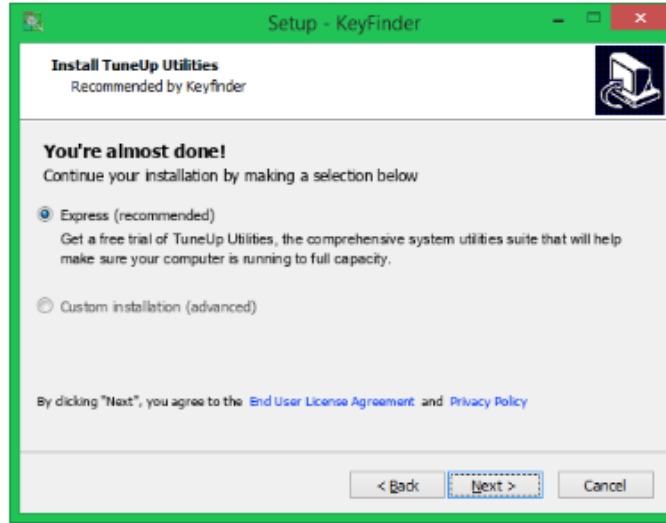 Setup - KeyFinder
Install TuneUp Utilities
Recommended by Keyfinder
You're almost done!
Continue your installation by making a selection below
Express (recommended)
Get a free trial of TuneUp Utilities, the comprehensive system utilities suite that will help
make sure your computer is running to full capacity.
Custom installation (advanced)
By clicking "Next", you agree to the End User License Agreement and Privacy Policy
< Back Next > Cancel